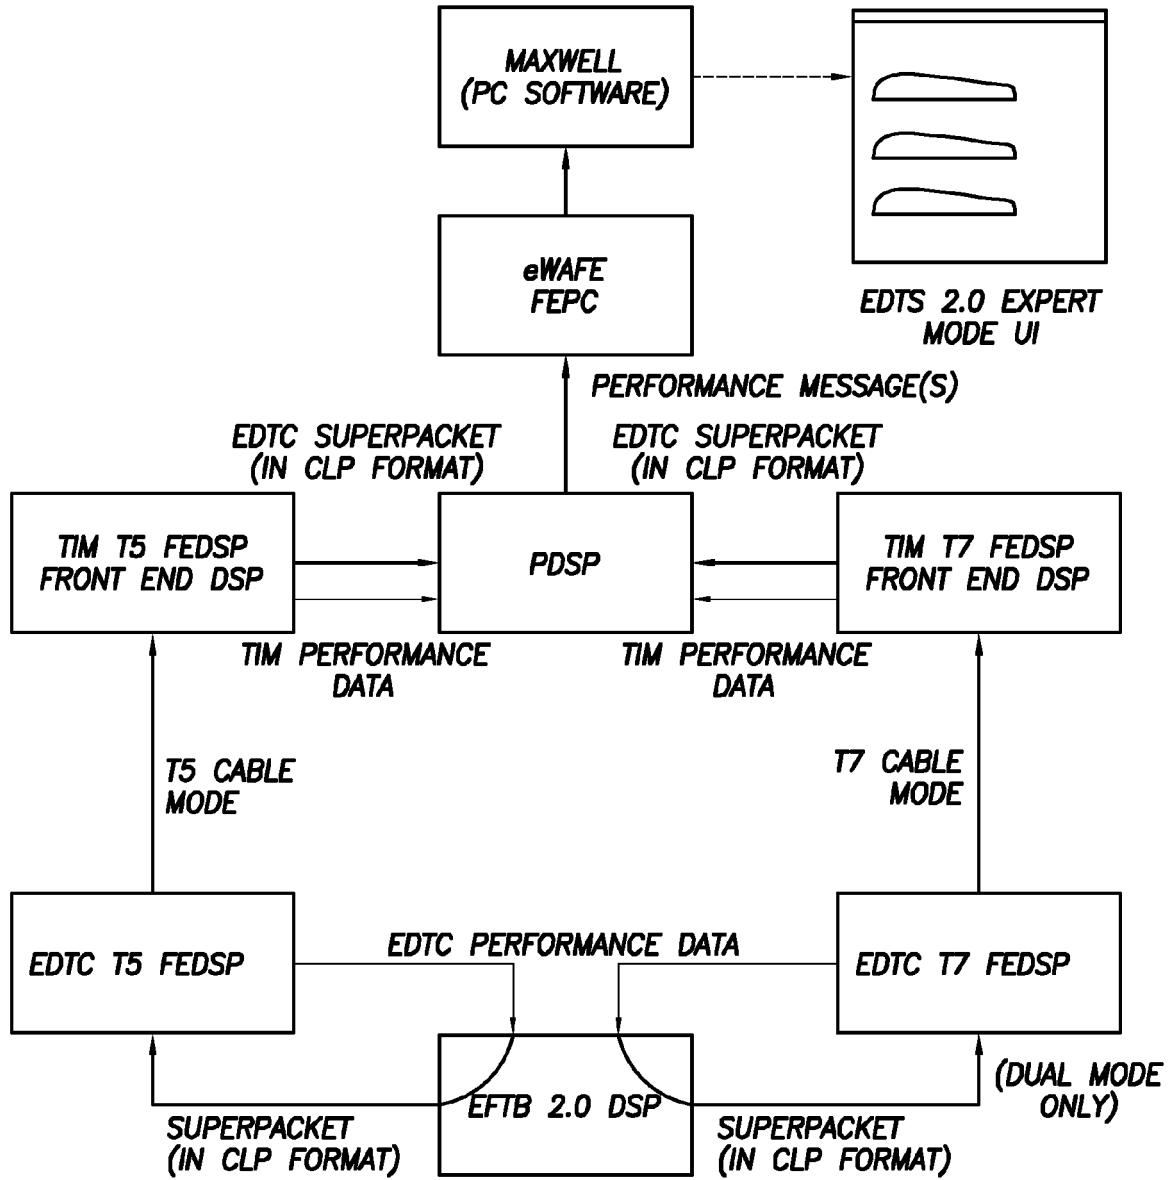 MAXWELL
(PC SOFTWARE)
eWAFE
FEPC
EDTS 2.0 EXPERT
MODE UI
PERFORMANCE MESSAGE(S)
EDTC SUPERPACKET
(IN CLP FORMAT)
EDTC SUPERPACKET
(IN CLP FORMAT)
TIM T5 FEDSP
FRONT END DSP
PDSP
TIM T7 FEDSP
FRONT END DSP
TIM PERFORMANCE
DATA
TIM PERFORMANCE
DATA
T5 CABLE
MODE
T7 CABLE
MODE
EDTC T5 FEDSP
EDTC PERFORMANCE DATA
EDTC T7 FEDSP
EFTB 2.0 DSP
(DUAL MODE
ONLY)
SUPERPACKET
(IN CLP FORMAT)
SUPERPACKET
(IN CLP FORMAT)